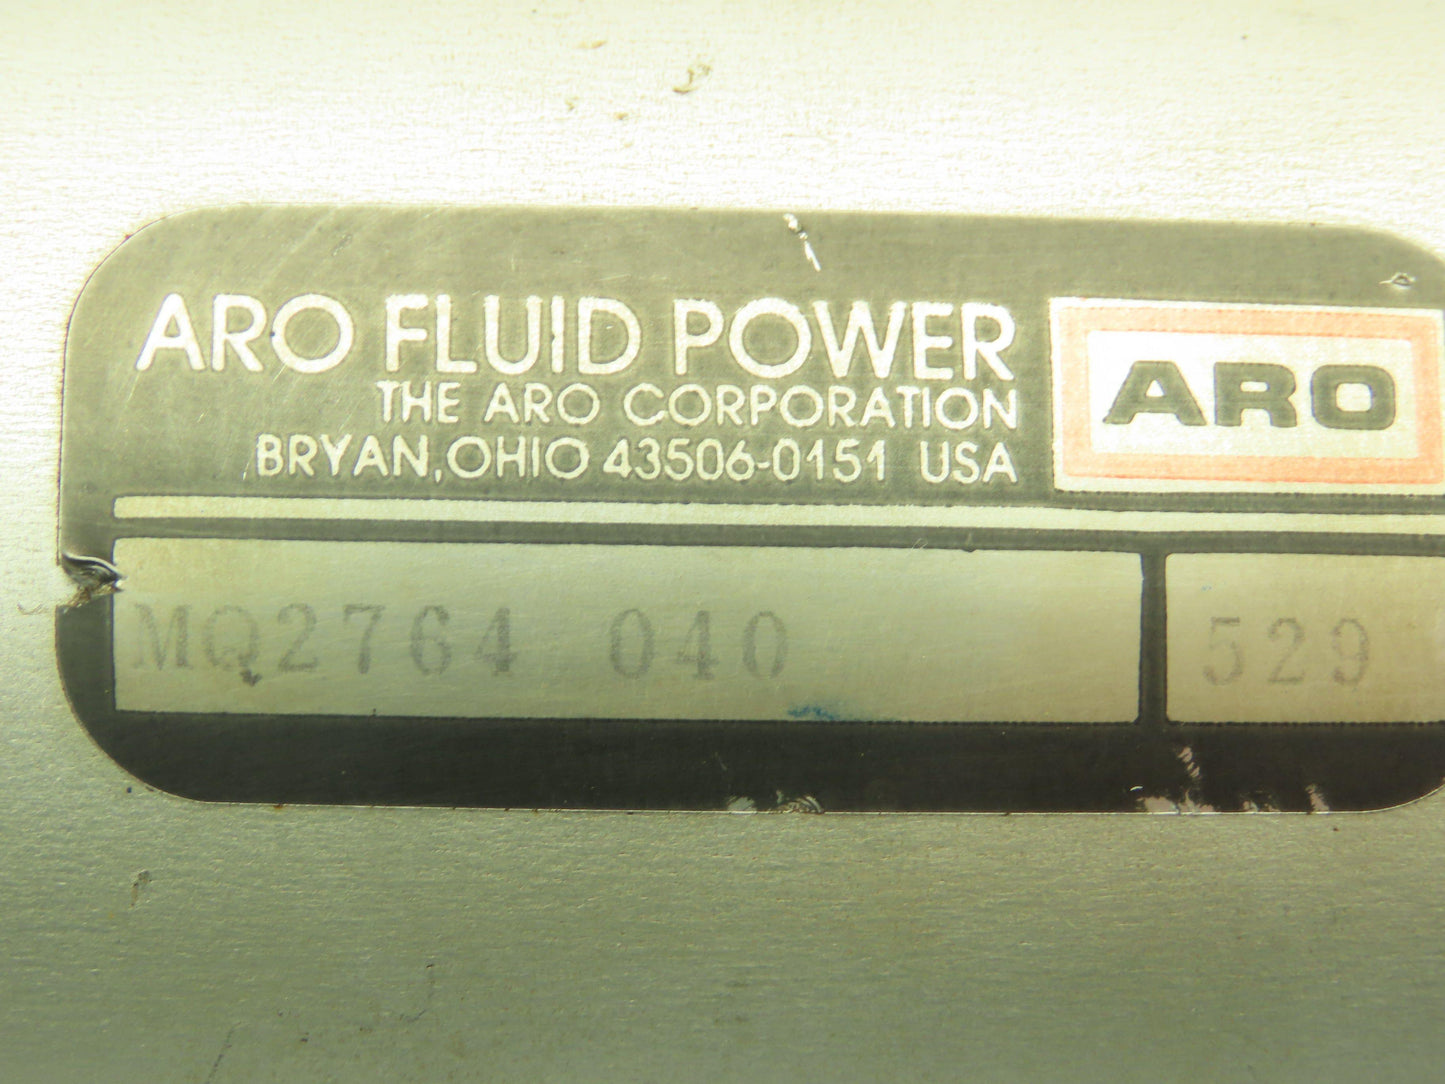 ARO FLUID POWER
THE ARO CORPORATION
BRYAN, OHIO 43506-0151 USA
ARO
MQ2764 040
529